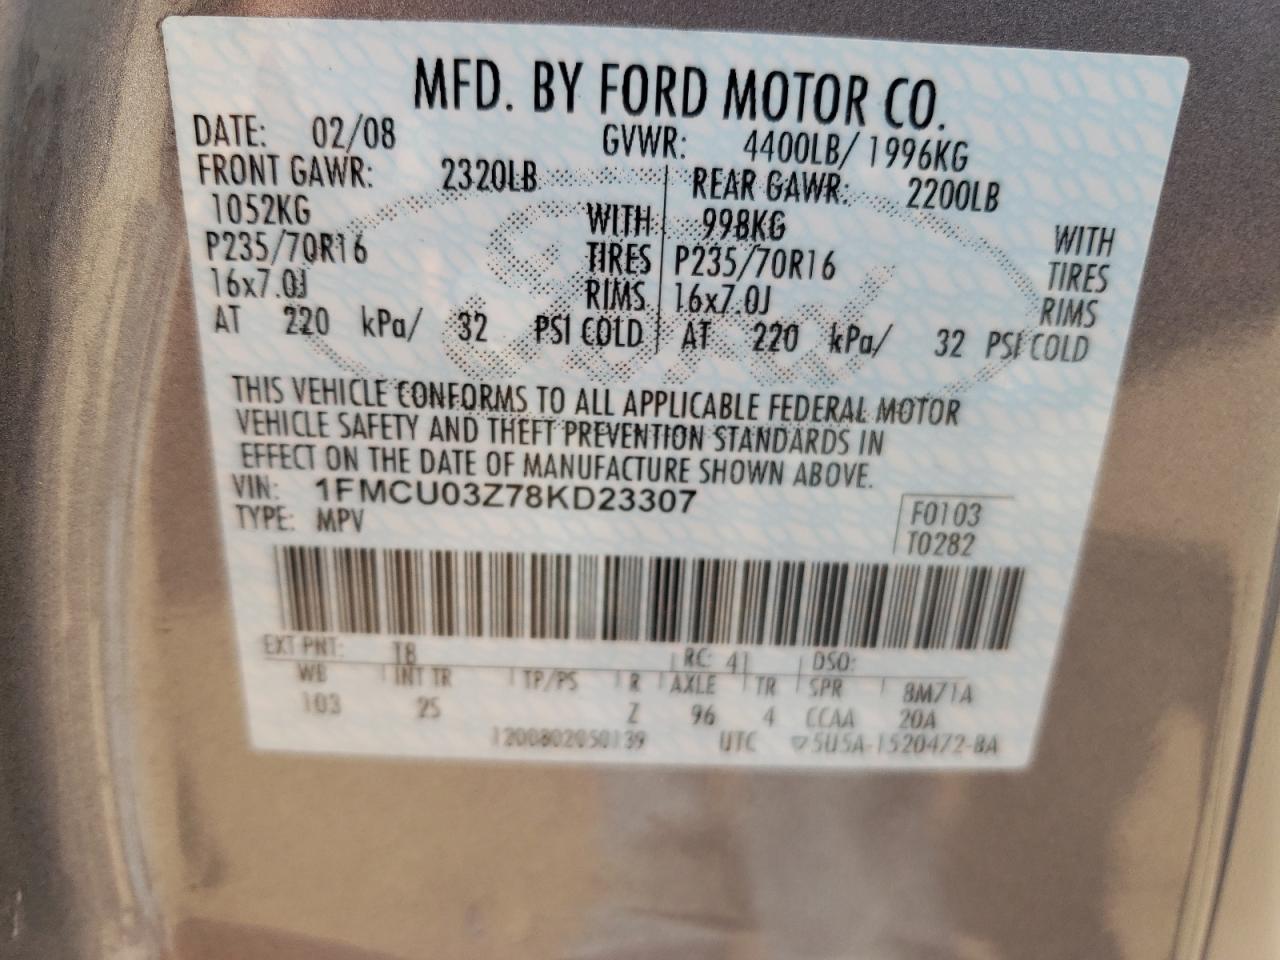 MFD. BY FORD MOTOR CO.
DATE: 02/08 GVWR: 4400LB/ 1996KG
FRONT GAWR: 2320LB REAR GAWR: 2200LB
1052KG WITH 998KG WITH
P235/70R16 TIRES P235/70R16 TIRES
16x7.0J RIMS 16x7.0J RIMS
AT 220 kPa/ 32 PSI COLD AT 220 kPa/ 32 PSI COLD
THIS VEHICLE CONFORMS TO ALL APPLICABLE FEDERAL MOTOR
VEHICLE SAFETY AND THEFT PREVENTION STANDARDS IN
EFFECT ON THE DATE OF MANUFACTURE SHOWN ABOVE.
VIN: 1FMCU03Z78KD23307
TYPE: MPV
F0103
T0282
EXT PNT: T8 RC: 41 DSO:
WB INT TR TP/PS R AXLE TR SPR 8M71A
103 2S Z 96 4 CCAA 20A
1200802050139 UTC ▽5U5A-1520472-BA
Ford